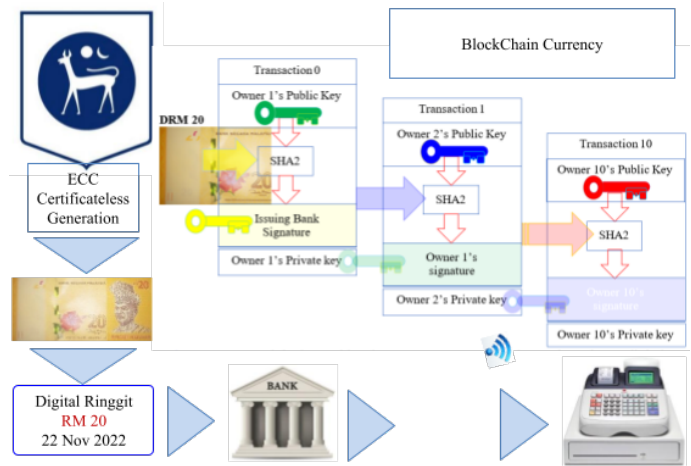 BlockChain Currency
Transaction 0
Owner 1's Public Key
DRM 20
SHA2
Issuing Bank
Signature
Owner 1's Private key
Transaction 1
Owner 2's Public Key
SHA2
Owner 1's
signature
Owner 2's Private key
Transaction 10
Owner 10's Public Key
SHA2
Owner 10's
signature
Owner 10's Private key
ECC
Certificateless
Generation
20
20
Digital Ringgit
RM 20
22 Nov 2022
BANK